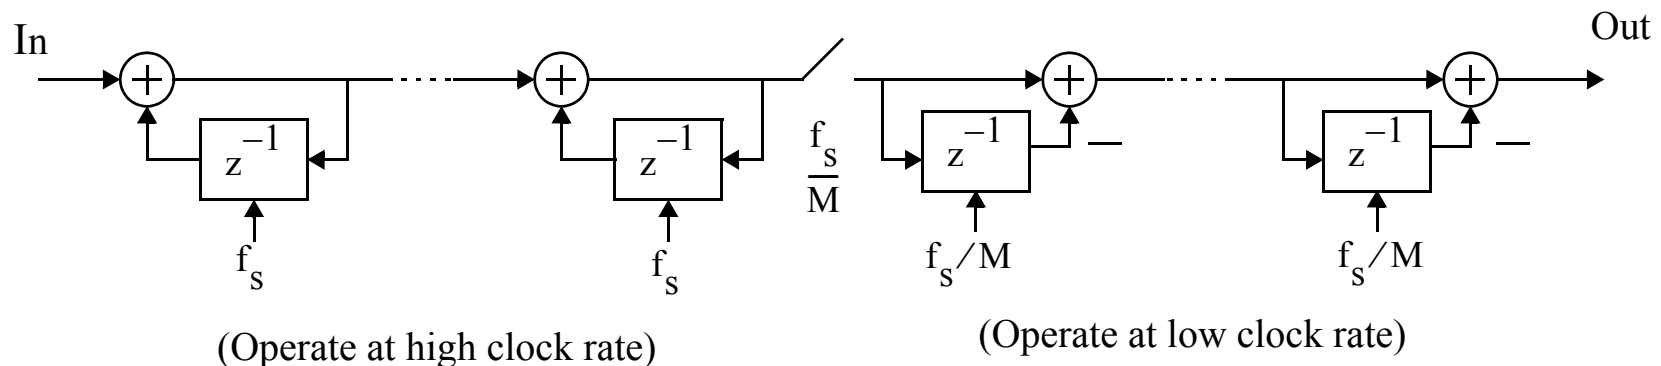 In
Out
z⁻¹
z⁻¹
f_s/M
z⁻¹
z⁻¹
f_s
f_s
f_s/M
f_s/M
(Operate at high clock rate)
(Operate at low clock rate)